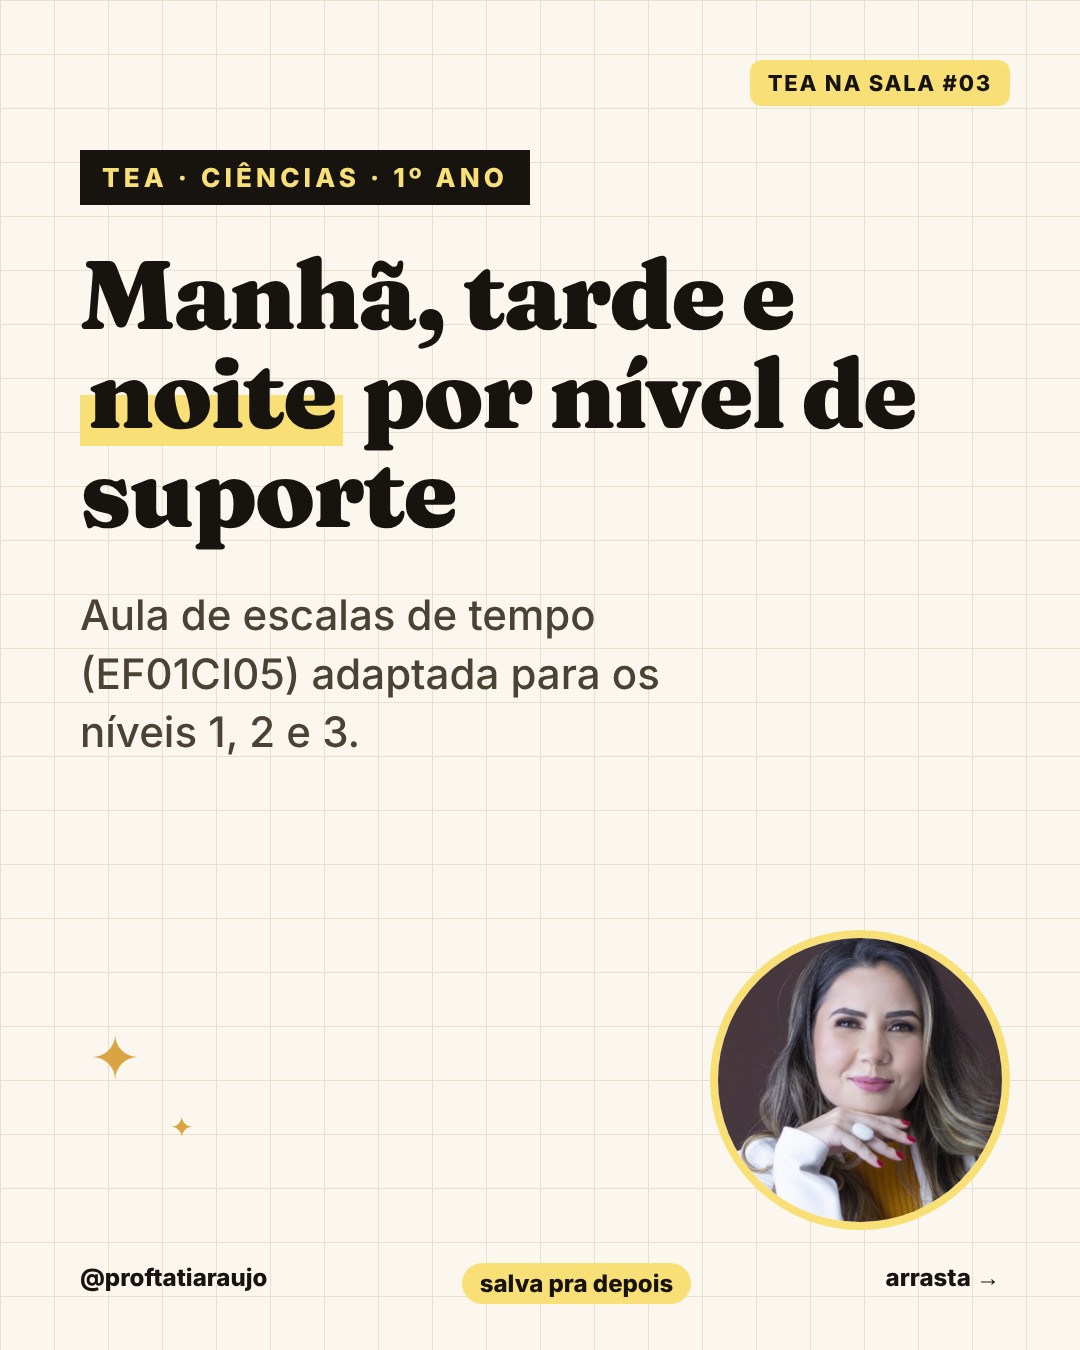 TEA NA SALA #03
TEA · CIÊNCIAS · 1º ANO
Manhã, tarde e
noite por nível de
suporte
Aula de escalas de tempo
(EF01CI05) adaptada para os
níveis 1, 2 e 3.
@proftatiaraujo
salva pra depois
arrasta →